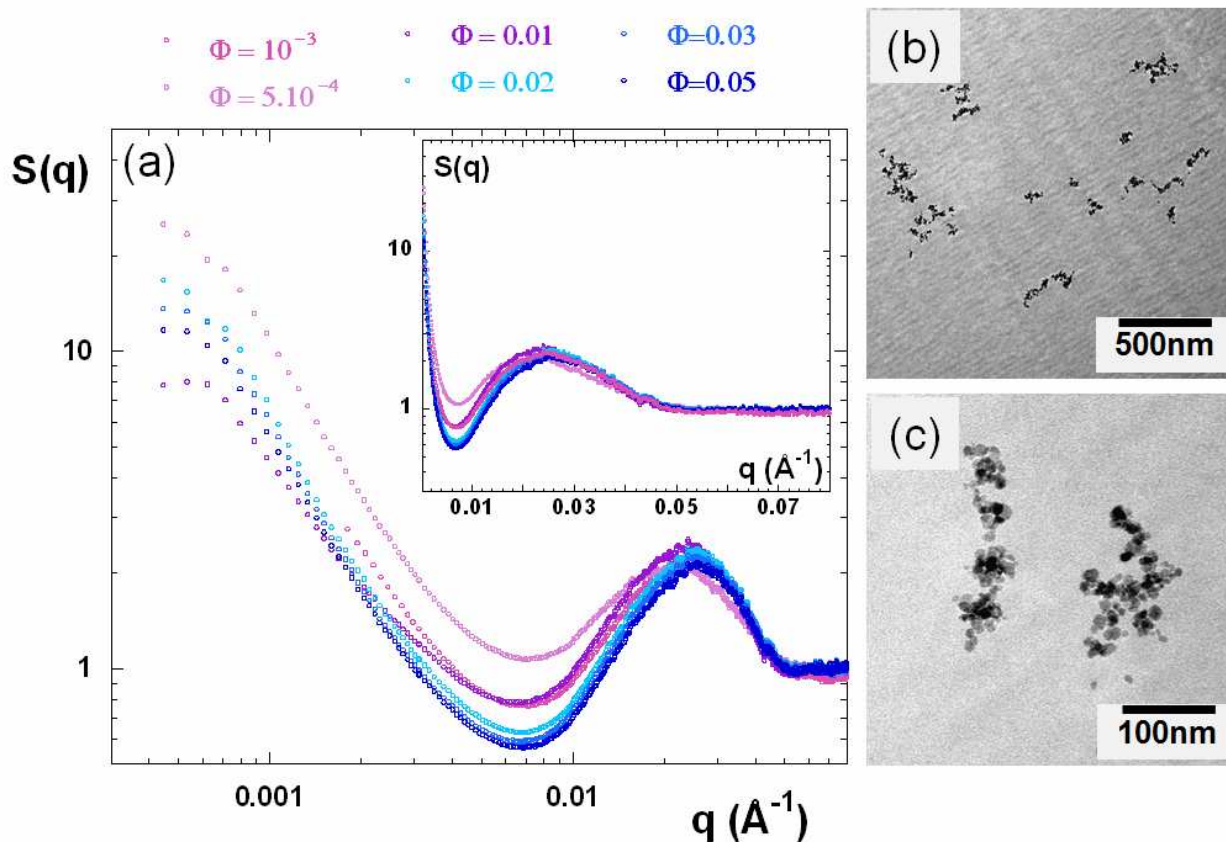 Φ = 10⁻³
Φ = 5.10⁻⁴
Φ = 0.01
Φ = 0.02
Φ=0.03
Φ=0.05
(a)
S(q)
10
1
0.001
0.01
q (Å⁻¹)
S(q)
10
1
0.01
0.03
0.05
0.07
q (Å⁻¹)
(b)
500nm
(c)
100nm